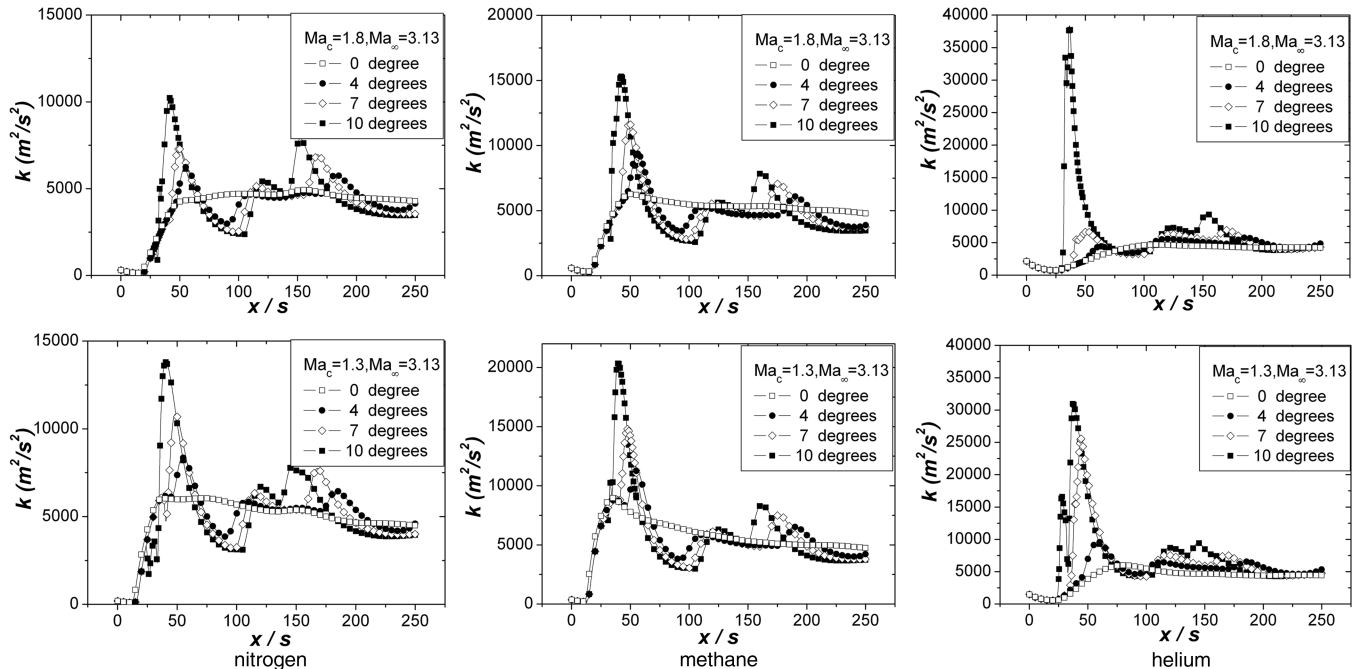 15000
10000
5000
0
k (m²/s²)
Ma_c=1.8,Ma_∞=3.13
0 degree
4 degrees
7 degrees
10 degrees
0 50 100 150 200 250
x / s
20000
15000
10000
5000
0
k (m²/s²)
Ma_c=1.8,Ma_∞=3.13
0 degree
4 degrees
7 degrees
10 degrees
0 50 100 150 200 250
x / s
40000
35000
30000
25000
20000
15000
10000
5000
0
k (m²/s²)
Ma_c=1.8,Ma_∞=3.13
0 degree
4 degrees
7 degrees
10 degrees
0 50 100 150 200 250
x / s
15000
10000
5000
0
k (m²/s²)
Ma_c=1.3,Ma_∞=3.13
0 degree
4 degrees
7 degrees
10 degrees
0 50 100 150 200 250
x / s
nitrogen
20000
15000
10000
5000
0
k (m²/s²)
Ma_c=1.3,Ma_∞=3.13
0 degree
4 degrees
7 degrees
10 degrees
0 50 100 150 200 250
x / s
methane
40000
35000
30000
25000
20000
15000
10000
5000
0
k (m²/s²)
Ma_c=1.3,Ma_∞=3.13
0 degree
4 degrees
7 degrees
10 degrees
0 50 100 150 200 250
x / s
helium